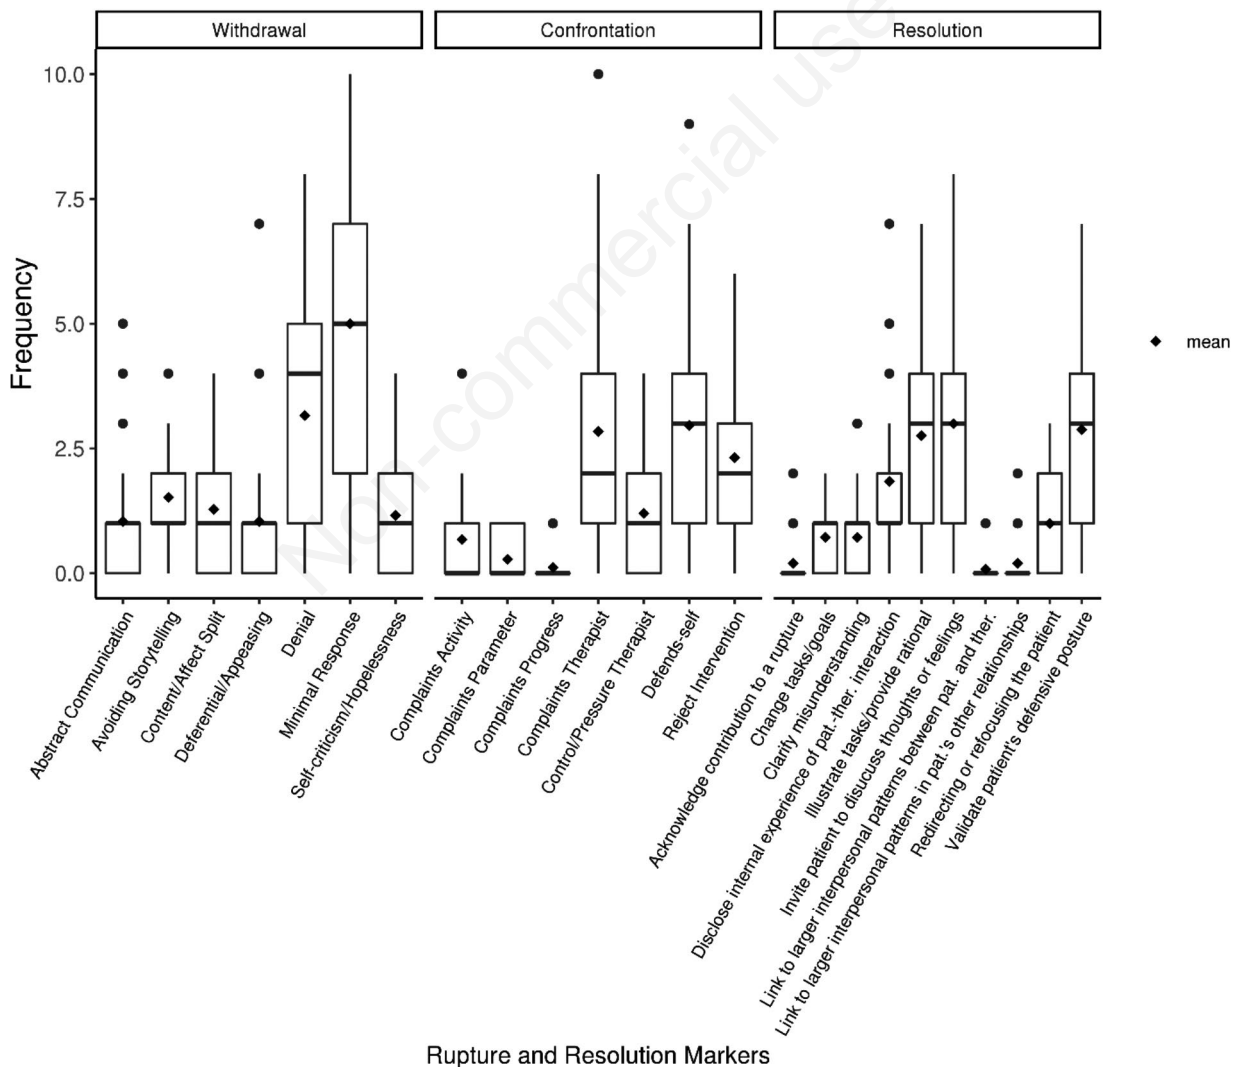 Withdrawal
Confrontation
Resolution
10.0
7.5
5.0
2.5
0.0
Frequency
mean
Abstract Communication
Avoiding Storytelling
Content/Affect Split
Deferential/Appeasing
Denial
Minimal Response
Self-criticism/Hopelessness
Complaints Activity
Complaints Parameter
Complaints Progress
Complaints Therapist
Control/Pressure Therapist
Defends-self
Reject Intervention
Acknowledge contribution to a rupture
Change tasks/goals
Clarify misunderstanding
Disclose internal experience of pat.-ther. interaction
Illustrate tasks/provide rational
Invite patient to disucuss thoughts or feelings
Link to larger interpersonal patterns between pat. and ther.
Link to larger interpersonal patterns in pat.'s other relationships
Redirecting or refocusing the patient
Validate patient's defensive posture
Rupture and Resolution Markers
Non-commercial use